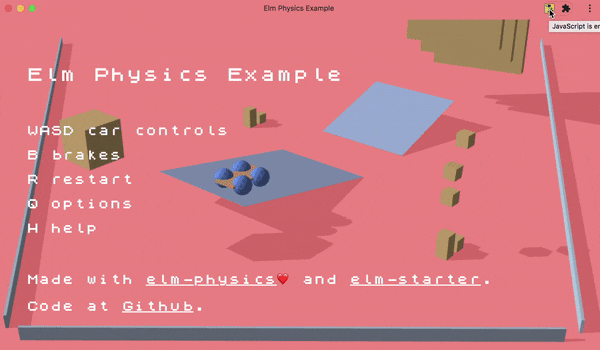 Elm Physics Example
JavaScript is en
Elm Physics Example
WASD car controls
B brakes
R restart
Q options
H help
Made with elm-physics❤️ and elm-starter.
Code at Github.